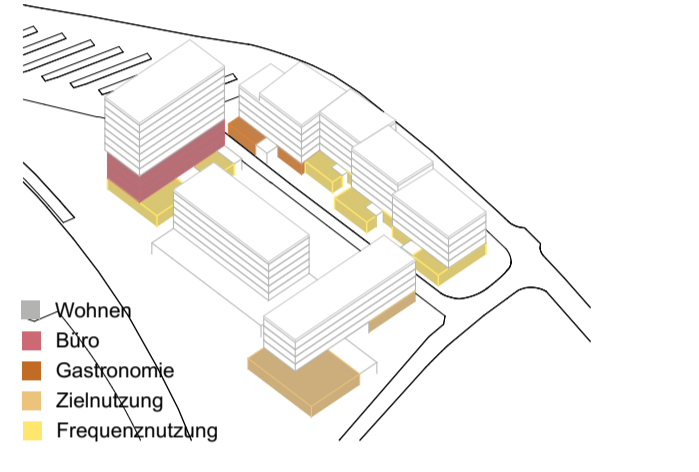 Wohnen
Büro
Gastronomie
Zielnutzung
Frequenznutzung